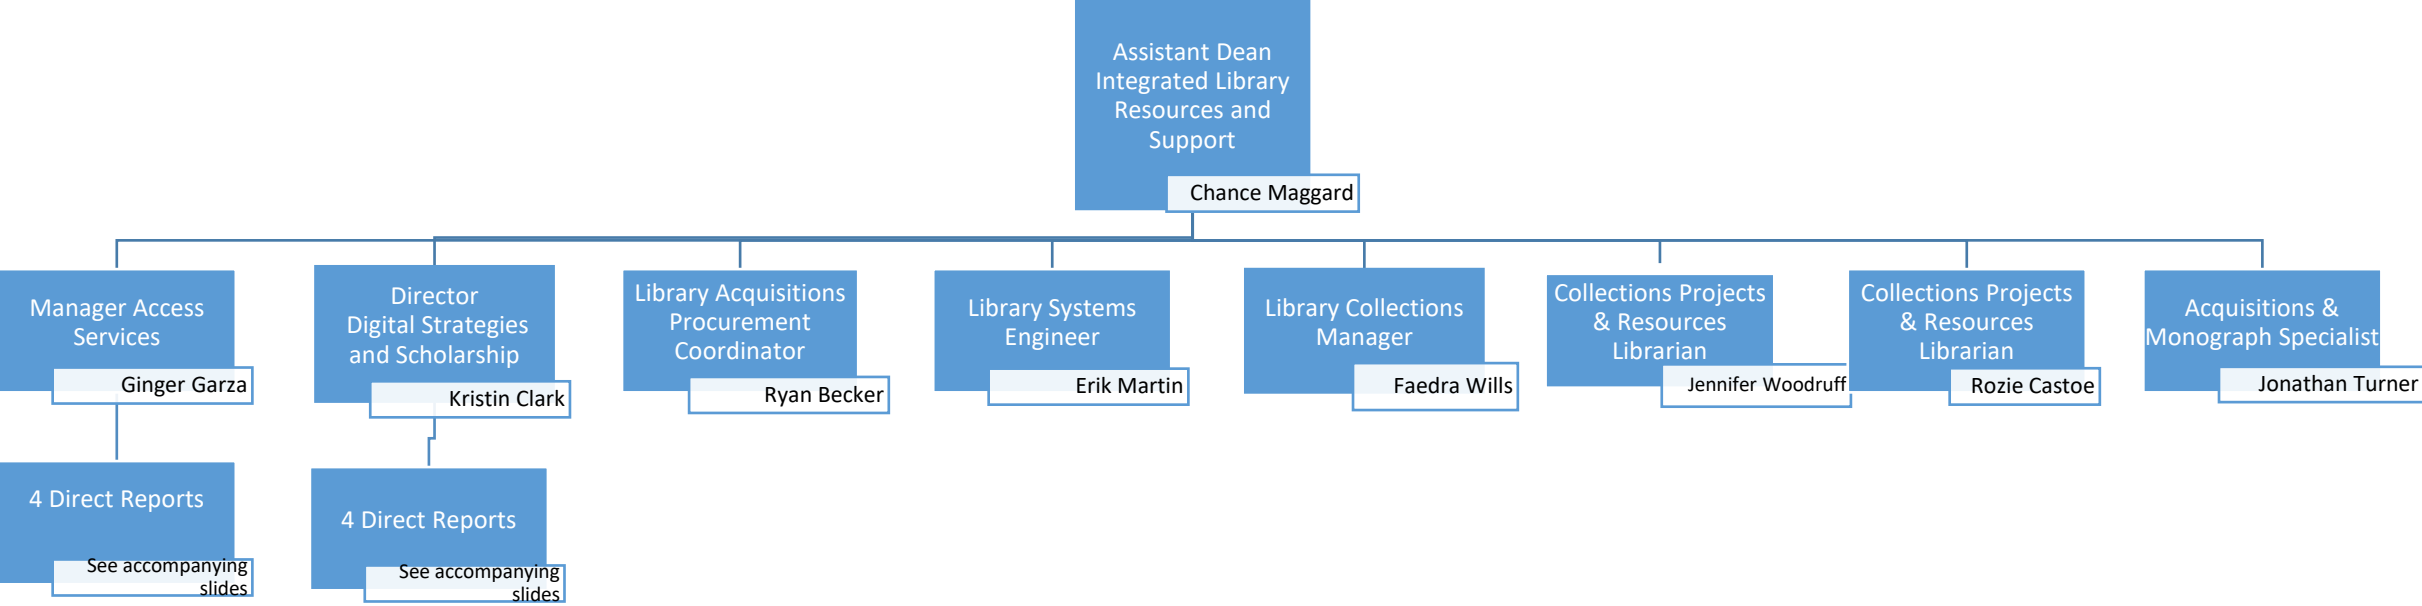 Assistant Dean
Integrated Library
Resources and
Support
Chance Maggard
Manager Access
Services
Ginger Garza
Director
Digital Strategies
and Scholarship
Kristin Clark
Library Acquisitions
Procurement
Coordinator
Ryan Becker
Library Systems
Engineer
Erik Martin
Library Collections
Manager
Faedra Wills
Collections Projects
& Resources
Librarian
Jennifer Woodruff
Collections Projects
& Resources
Librarian
Rozie Castoe
Acquisitions &
Monograph Specialist
Jonathan Turner
4 Direct Reports
See accompanying
slides
4 Direct Reports
See accompanying
slides